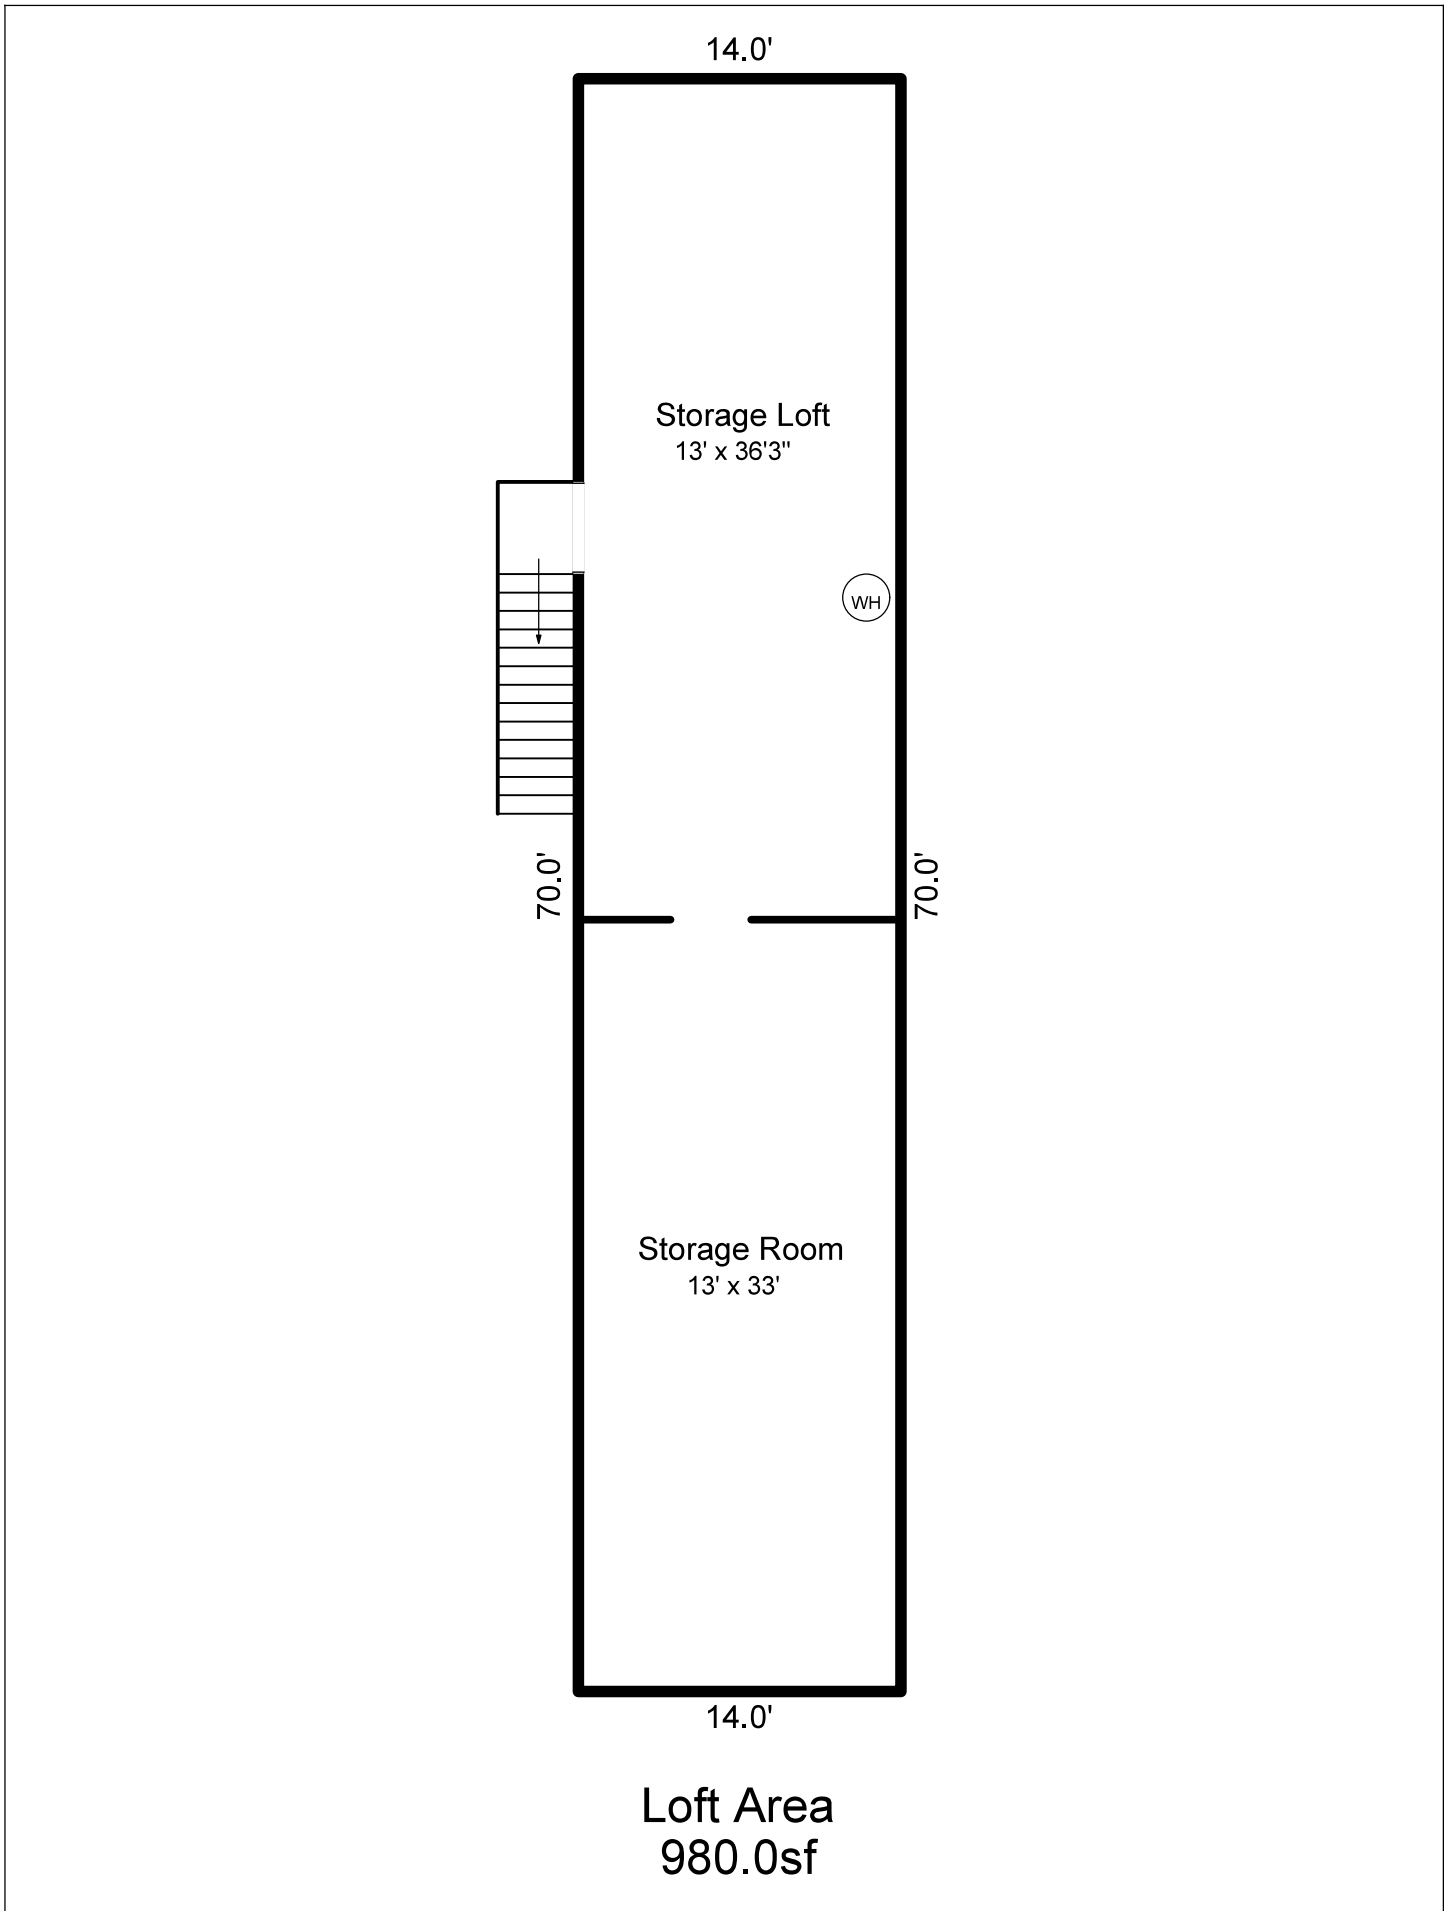 14.0'
Storage Loft
13' x 36'3"
WH
70.0'
70.0'
Storage Room
13' x 33'
14.0'
Loft Area
980.0sf